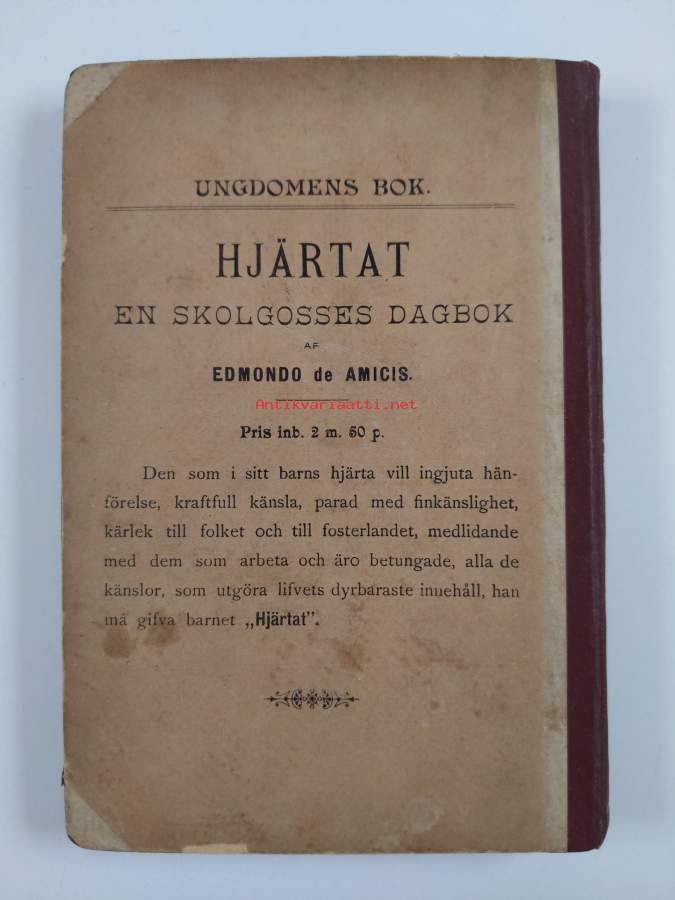 UNGDOMENS BOK.
HJÄRTAT
EN SKOLGOSSES DAGBOK
AF
EDMONDO de AMICIS.
Antikvariaatti.net
Pris inb. 2 m. 50 p.
Den som i sitt barns hjärta vill ingjuta hän-
förelse, kraftfull känsla, parad med finkänslighet,
kärlek till folket och till fosterlandet, medlidande
med dem som arbeta och äro betungade, alla de
känslor, som utgöra lifvets dyrbaraste innehåll, han
må gifva barnet „Hjärtat”.